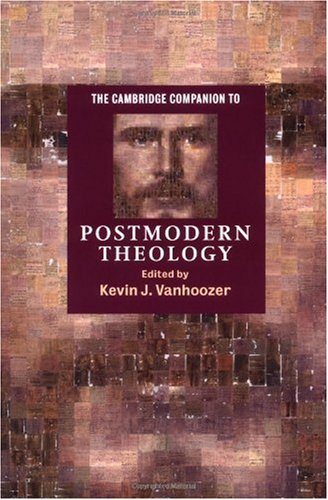 THE CAMBRIDGE COMPANION TO
POSTMODERN
THEOLOGY
Edited by
Kevin J. Vanhoozer